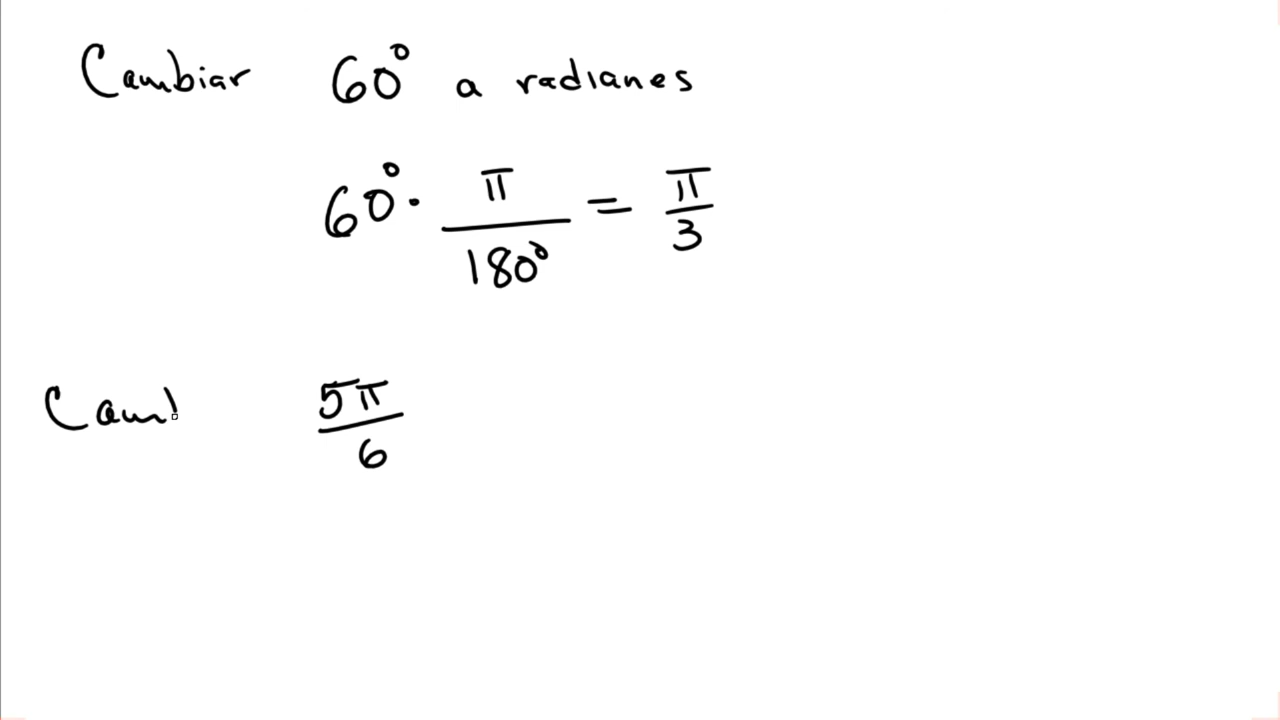 Cambiar 60° a radianes
60° · π / 180° = π / 3
Cam 5π / 6